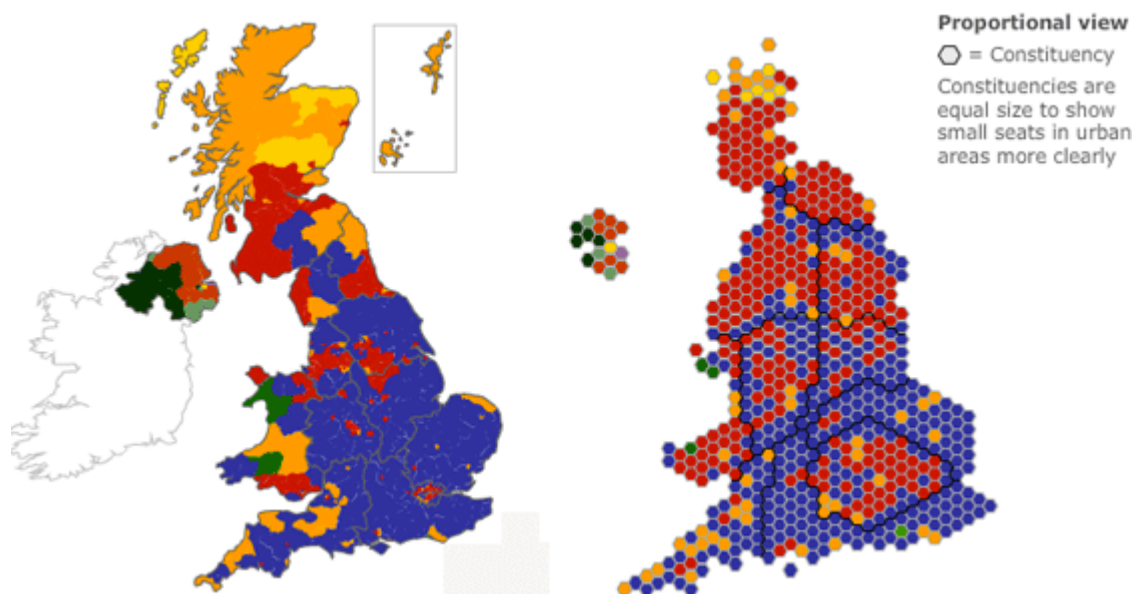 Proportional view
= Constituency
Constituencies are
equal size to show
small seats in urban
areas more clearly